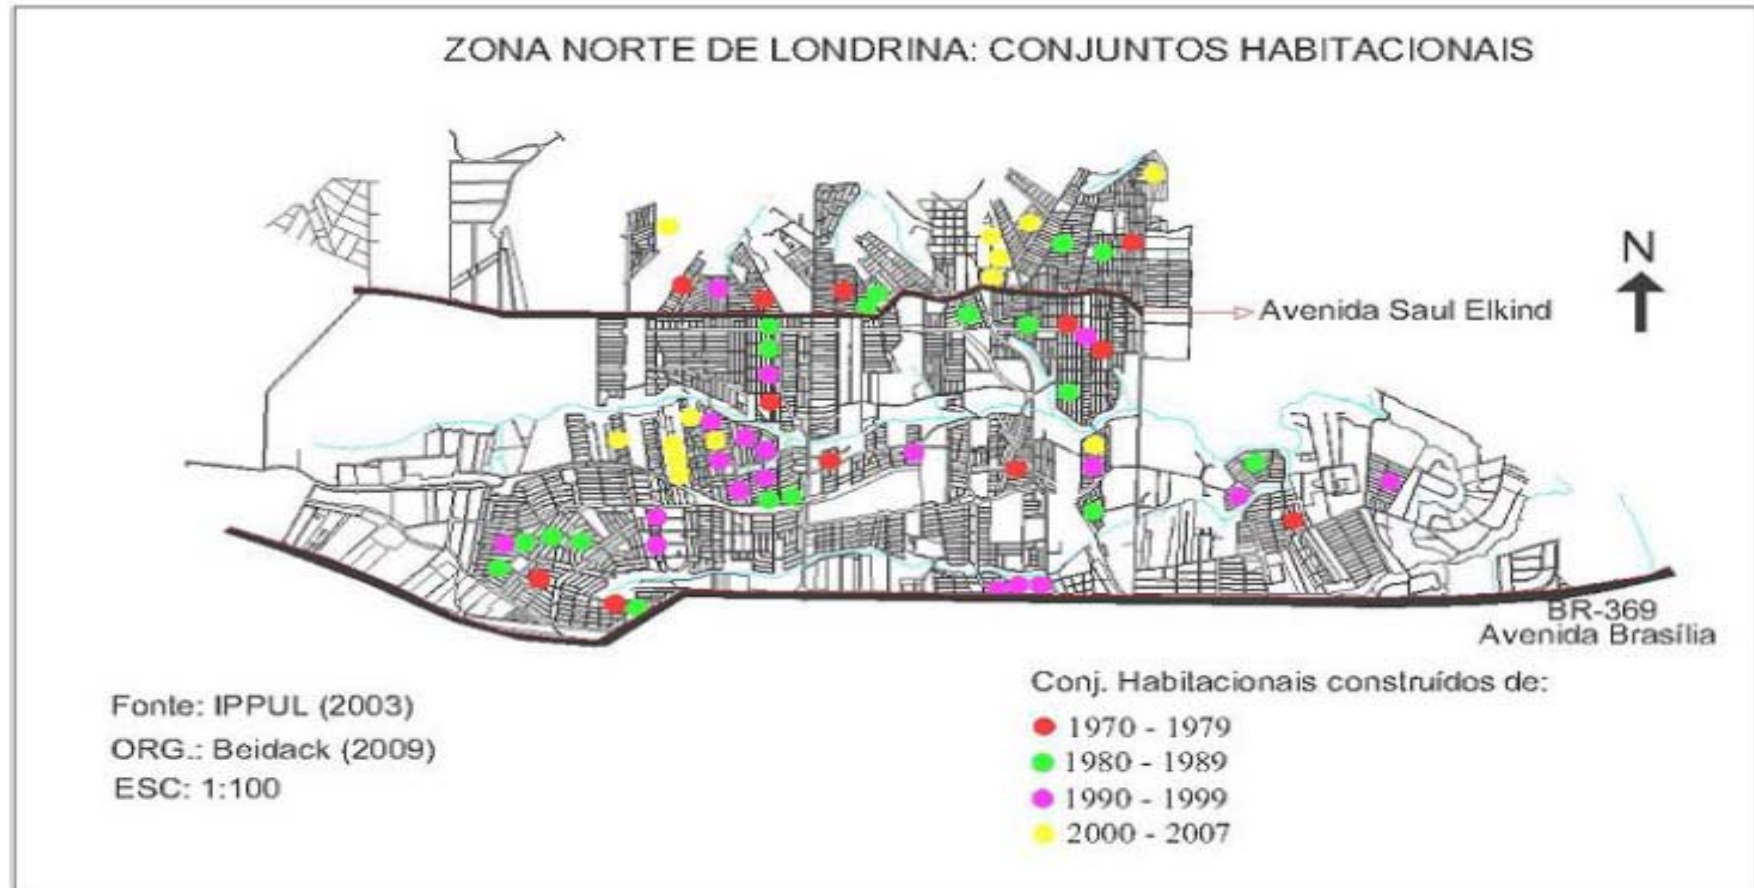 ZONA NORTE DE LONDRINA: CONJUNTOS HABITACIONAIS
N
Avenida Saul Elkind
BR-369
Avenida Brasília
Fonte: IPPUL (2003)
ORG.: Beidack (2009)
ESC: 1:100
Conj. Habitacionais construídos de:
1970 - 1979
1980 - 1989
1990 - 1999
2000 - 2007